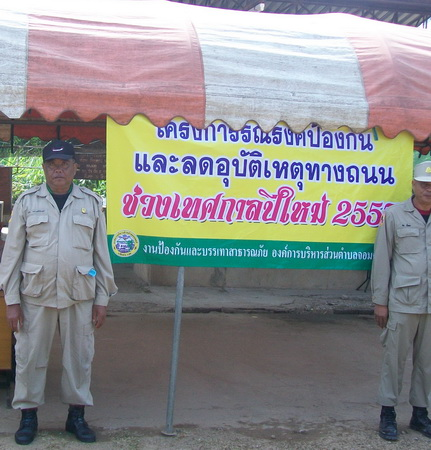 โครงการรณรงค์ป้องกัน
และลดอุบัติเหตุทางถนน
ช่วงเทศกาลปีใหม่
งานป้องกันและบรรเทาสาธารณภัย องค์การบริหารส่วนตำบลจอม